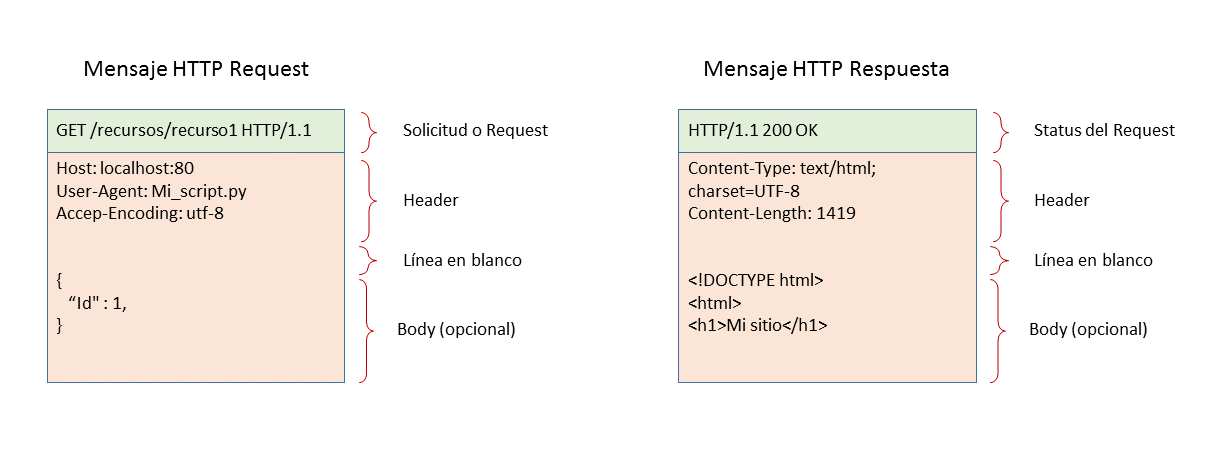 Mensaje HTTP Request
GET /recursos/recurso1 HTTP/1.1
Solicitud o Request
Host: localhost:80
User-Agent: Mi_script.py
Accep-Encoding: utf-8
Header
Línea en blanco
{
“Id" : 1,
}
Body (opcional)
Mensaje HTTP Respuesta
HTTP/1.1 200 OK
Status del Request
Content-Type: text/html;
charset=UTF-8
Content-Length: 1419
Header
Línea en blanco
<!DOCTYPE html>
<html>
<h1>Mi sitio</h1>
Body (opcional)